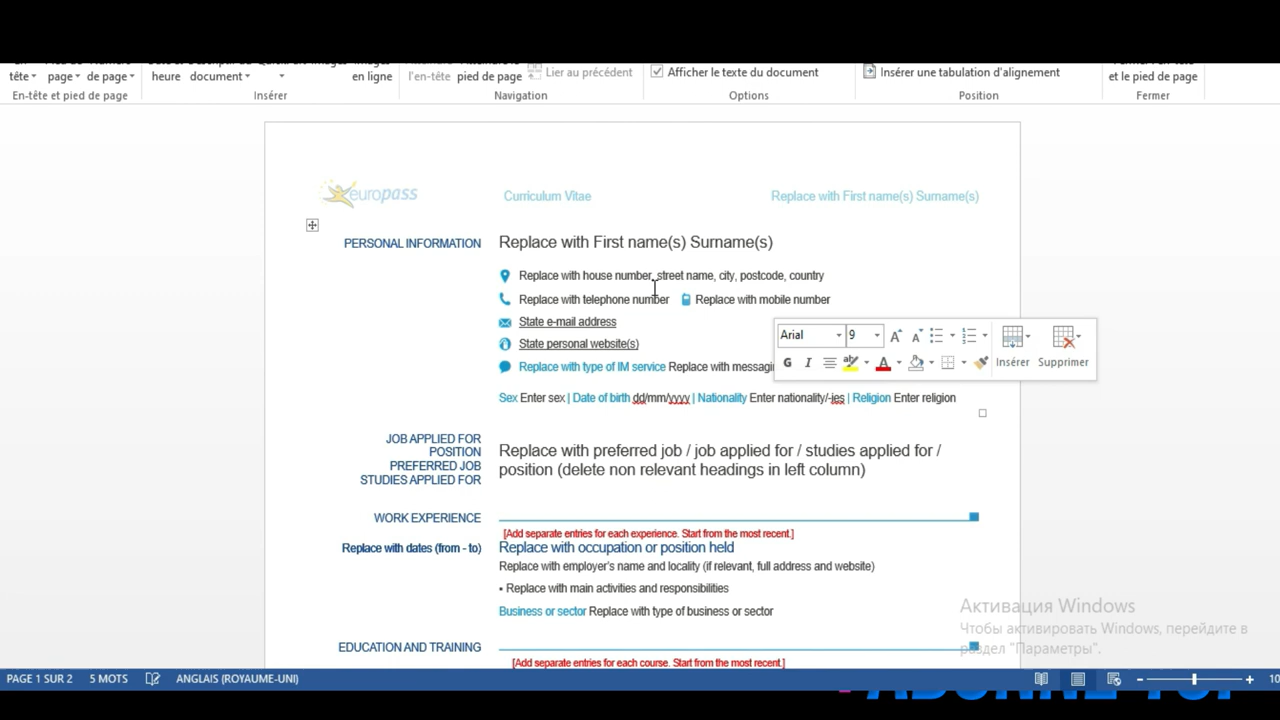 tête page de page heure document en ligne l'en-tête pied de page Lier au précédent Afficher le texte du document Insérer une tabulation d'alignement et le pied de page
En-tête et pied de page Insérer Navigation Options Position Fermer
europass Curriculum Vitae Replace with First name(s) Surname(s)
PERSONAL INFORMATION Replace with First name(s) Surname(s)
Replace with house number, street name, city, postcode, country
Replace with telephone number Replace with mobile number
State e-mail address
State personal website(s)
Replace with type of IM service Replace with
Arial 9
G I Insérer Supprimer
Sex Enter sex | Date of birth dd/mm/yyyy | Nationality Enter nationality/-ies | Religion Enter religion
JOB APPLIED FOR
POSITION
PREFERRED JOB
STUDIES APPLIED FOR
Replace with preferred job / job applied for / studies applied for /
position (delete non relevant headings in left column)
WORK EXPERIENCE
[Add separate entries for each experience. Start from the most recent.]
Replace with dates (from - to) Replace with occupation or position held
Replace with employer's name and locality (if relevant, full address and website)
▪ Replace with main activities and responsibilities
Business or sector Replace with type of business or sector
Активация Windows
Чтобы активировать Windows, перейдите в
раздел "Параметры".
EDUCATION AND TRAINING
[Add separate entries for each course. Start from the most recent.]
PAGE 1 SUR 2 5 MOTS ANGLAIS (ROYAUME-UNI) 10